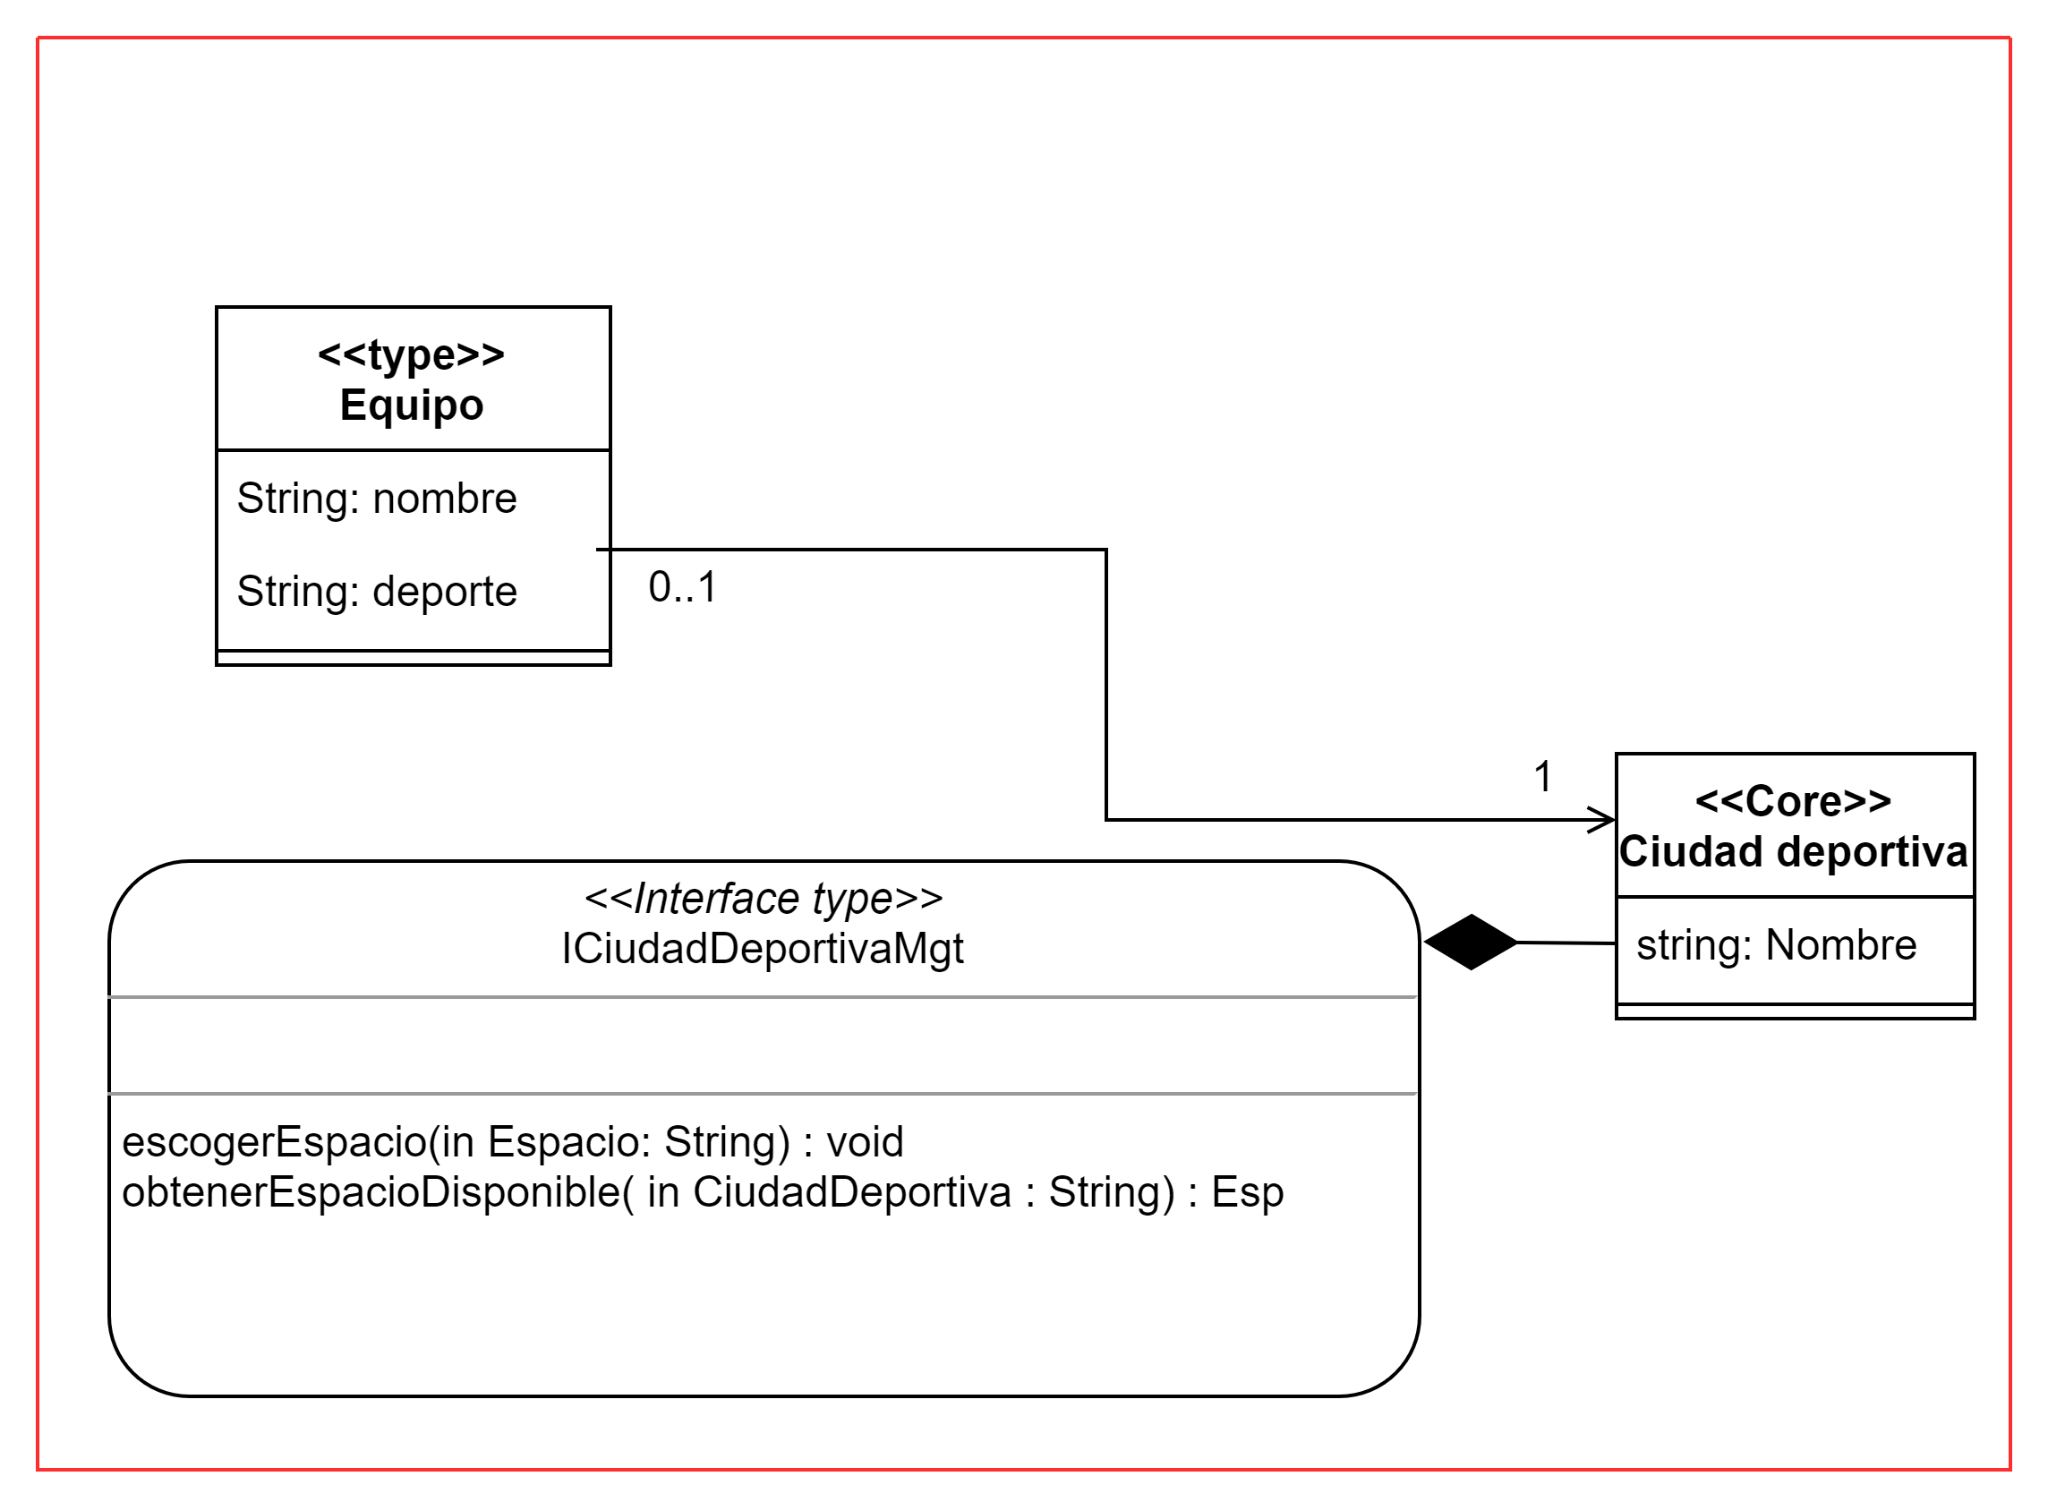 <<type>>
Equipo
String: nombre
String: deporte
0..1
1
<<Core>>
Ciudad deportiva
string: Nombre
<<Interface type>>
ICiudadDeportivaMgt
escogerEspacio(in Espacio: String) : void
obtenerEspacioDisponible( in CiudadDeportiva : String) : Esp